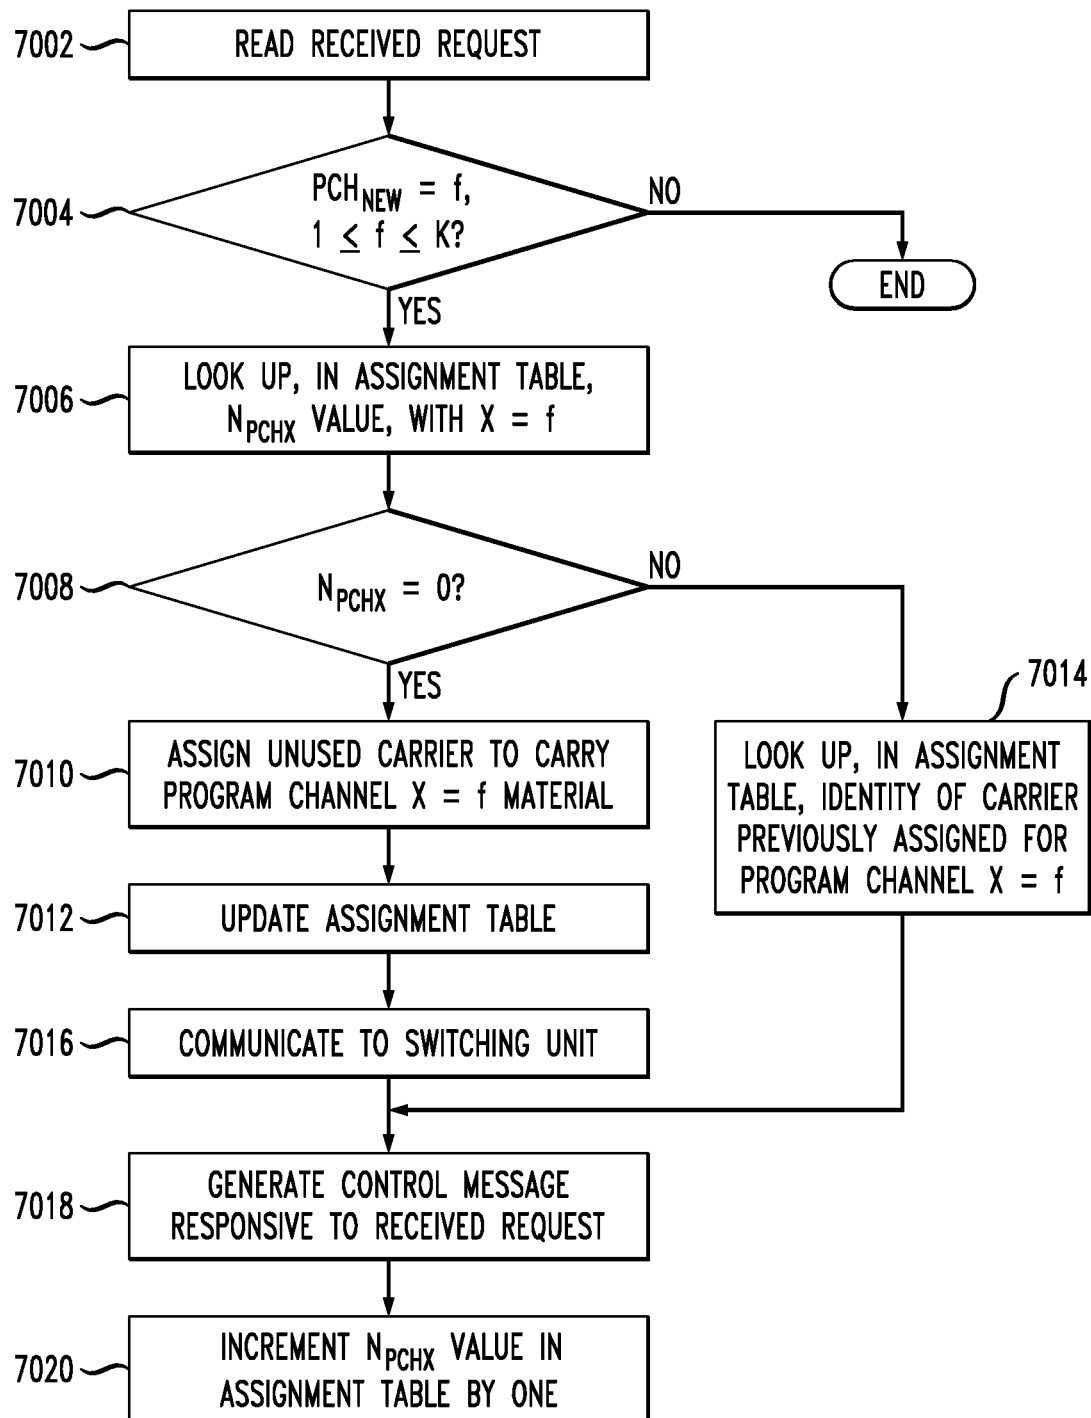 7002
READ RECEIVED REQUEST
7004
PCH_NEW = f,
1 ≤ f ≤ K?
NO
END
YES
7006
LOOK UP, IN ASSIGNMENT TABLE,
N_PCHX VALUE, WITH X = f
7008
N_PCHX = 0?
NO
YES
7014
7010
ASSIGN UNUSED CARRIER TO CARRY
PROGRAM CHANNEL X = f MATERIAL
LOOK UP, IN ASSIGNMENT
TABLE, IDENTITY OF CARRIER
PREVIOUSLY ASSIGNED FOR
PROGRAM CHANNEL X = f
7012
UPDATE ASSIGNMENT TABLE
7016
COMMUNICATE TO SWITCHING UNIT
7018
GENERATE CONTROL MESSAGE
RESPONSIVE TO RECEIVED REQUEST
7020
INCREMENT N_PCHX VALUE IN
ASSIGNMENT TABLE BY ONE